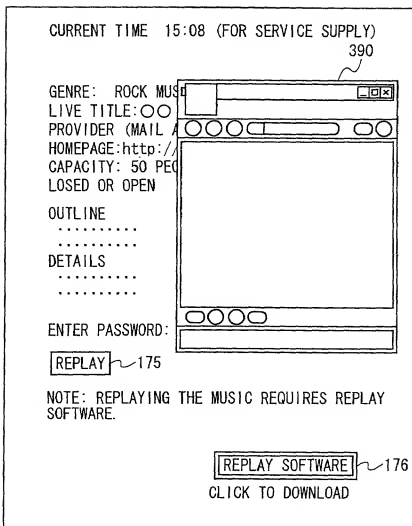 CURRENT TIME 15:08 (FOR SERVICE SUPPLY)
390
GENRE: ROCK MUS
LIVE TITLE:○○
PROVIDER (MAIL A
HOMEPAGE:http:/
CAPACITY: 50 PEO
LOSED OR OPEN
OUTLINE
..........
..........
DETAILS
..........
..........
ENTER PASSWORD:
REPLAY 175
NOTE: REPLAYING THE MUSIC REQUIRES REPLAY
SOFTWARE.
REPLAY SOFTWARE 176
CLICK TO DOWNLOAD